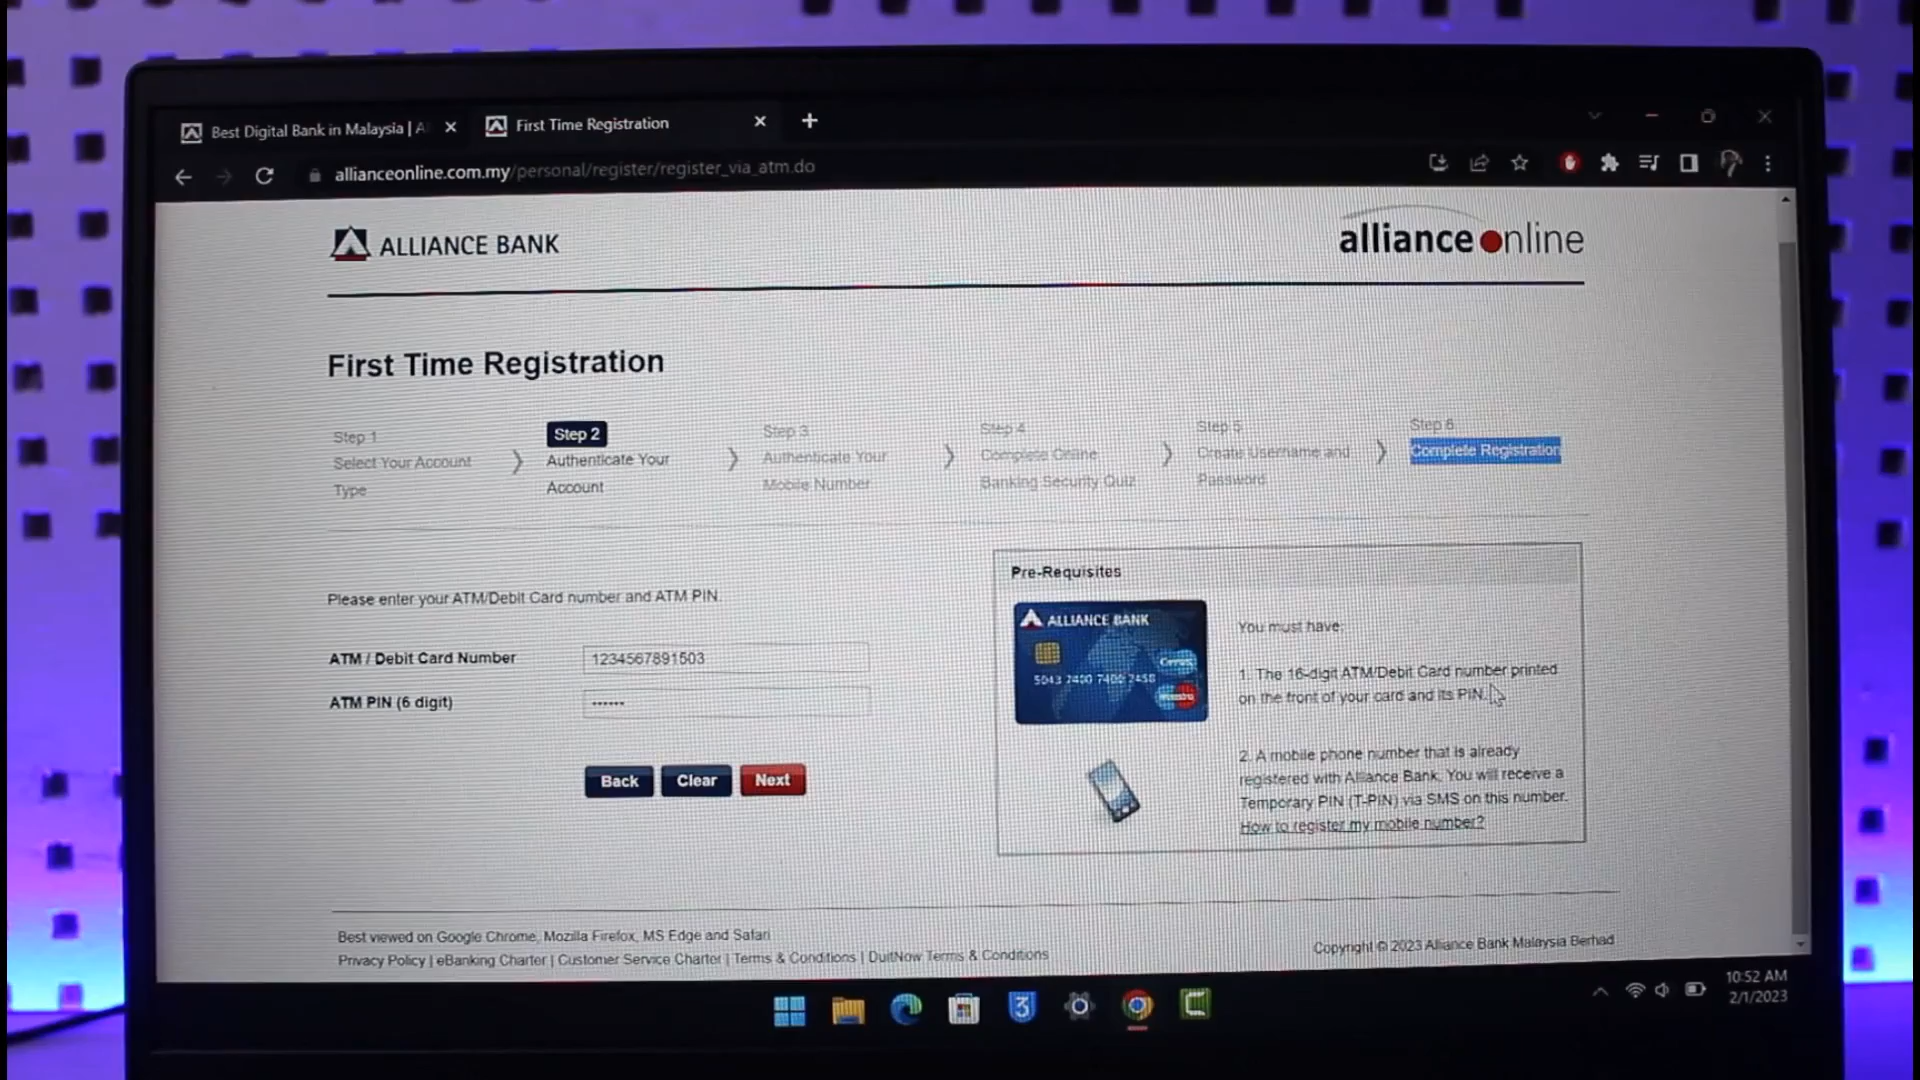 Best Digital Bank in Malaysia | A
First Time Registration
allianceonline.com.my/personal/register/register_via_atm.do
ALLIANCE BANK
alliance online
First Time Registration
Step 1
Select Your Account
Type
Step 2
Authenticate Your
Account
Step 3
Authenticate Your
Mobile Number
Step 4
Complete Online
Banking Security Quiz
Step 5
Create Username and
Password
Step 6
Complete Registration
Please enter your ATM/Debit Card number and ATM PIN.
ATM / Debit Card Number
1234567891503
ATM PIN (6 digit)
••••••
Back
Clear
Next
Pre-Requisites
ALLIANCE BANK
Cirrus
5043 2400 7400 2458
Maestro
You must have:
1. The 16-digit ATM/Debit Card number printed
on the front of your card and its PIN.
2. A mobile phone number that is already
registered with Alliance Bank. You will receive a
Temporary PIN (T-PIN) via SMS on this number.
How to register my mobile number?
Best viewed on Google Chrome, Mozilla Firefox, MS Edge and Safari
Privacy Policy | eBanking Charter | Customer Service Charter | Terms & Conditions | DuitNow Terms & Conditions
Copyright © 2023 Alliance Bank Malaysia Berhad
3
C
10:52 AM
2/1/2023